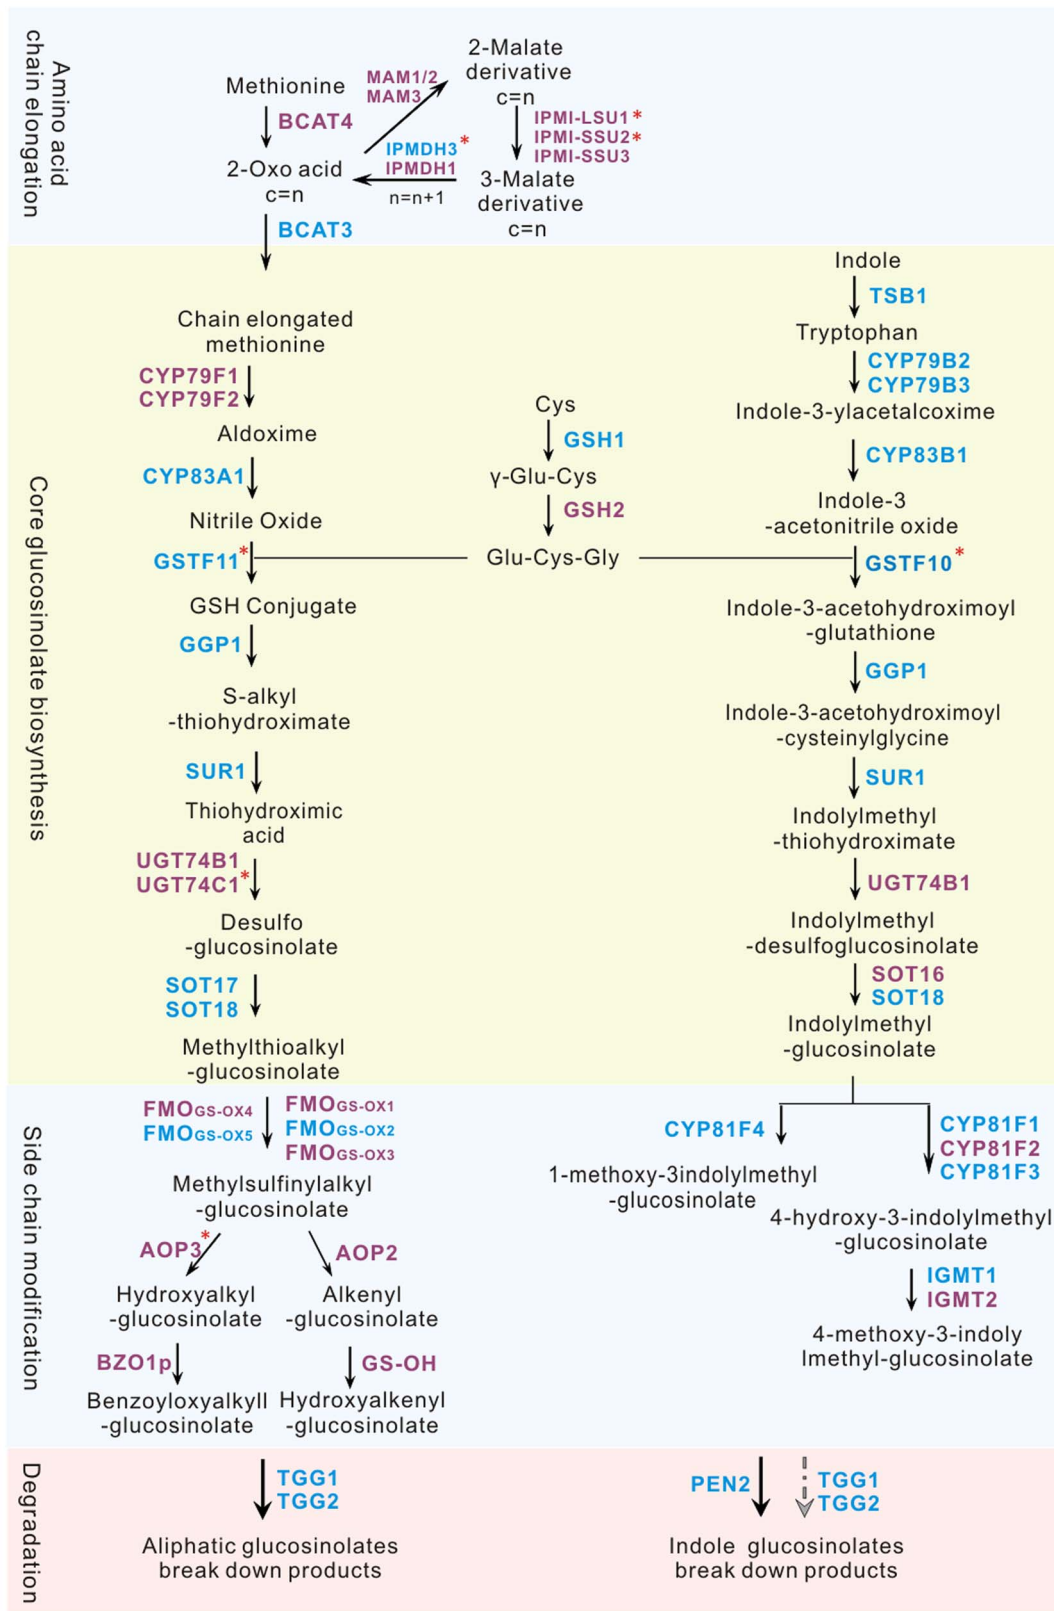 Amino acid
chain elongation
Methionine
BCAT4
2-Oxo acid
c=n
MAM1/2
MAM3
2-Malate
derivative
c=n
IPMI-LSU1*
IPMI-SSU2*
IPMI-SSU3
3-Malate
derivative
c=n
IPMDH3*
IPMDH1
n=n+1
BCAT3
Core glucosinolate biosynthesis
Chain elongated
methionine
CYP79F1
CYP79F2
Aldoxime
CYP83A1
Nitrile Oxide
GSTF11*
GSH Conjugate
GGP1
S-alkyl
-thiohydroximate
SUR1
Thiohydroximic
acid
UGT74B1
UGT74C1*
Desulfo
-glucosinolate
SOT17
SOT18
Methylthioalkyl
-glucosinolate
Cys
GSH1
γ-Glu-Cys
GSH2
Glu-Cys-Gly
Indole
TSB1
Tryptophan
CYP79B2
CYP79B3
Indole-3-ylacetalcoxime
CYP83B1
Indole-3
-acetonitrile oxide
GSTF10*
Indole-3-acetohydroximoyl
-glutathione
GGP1
Indole-3-acetohydroximoyl
-cysteinylglycine
SUR1
Indolylmethyl
-thiohydroximate
UGT74B1
Indolylmethyl
-desulfoglucosinolate
SOT16
SOT18
Indolylmethyl
-glucosinolate
Side chain modification
FMOGS-OX4
FMOGS-OX5
FMOGS-OX1
FMOGS-OX2
FMOGS-OX3
Methylsulfinylalkyl
-glucosinolate
AOP3*
AOP2
Hydroxyalkyl
-glucosinolate
Alkenyl
-glucosinolate
BZO1p
GS-OH
Benzoyloxyalkyll
-glucosinolate
Hydroxyalkenyl
-glucosinolate
CYP81F4
1-methoxy-3indolylmethyl
-glucosinolate
CYP81F1
CYP81F2
CYP81F3
4-hydroxy-3-indolylmethyl
-glucosinolate
IGMT1
IGMT2
4-methoxy-3-indoly
lmethyl-glucosinolate
Degradation
TGG1
TGG2
Aliphatic glucosinolates
break down products
PEN2
TGG1
TGG2
Indole glucosinolates
break down products